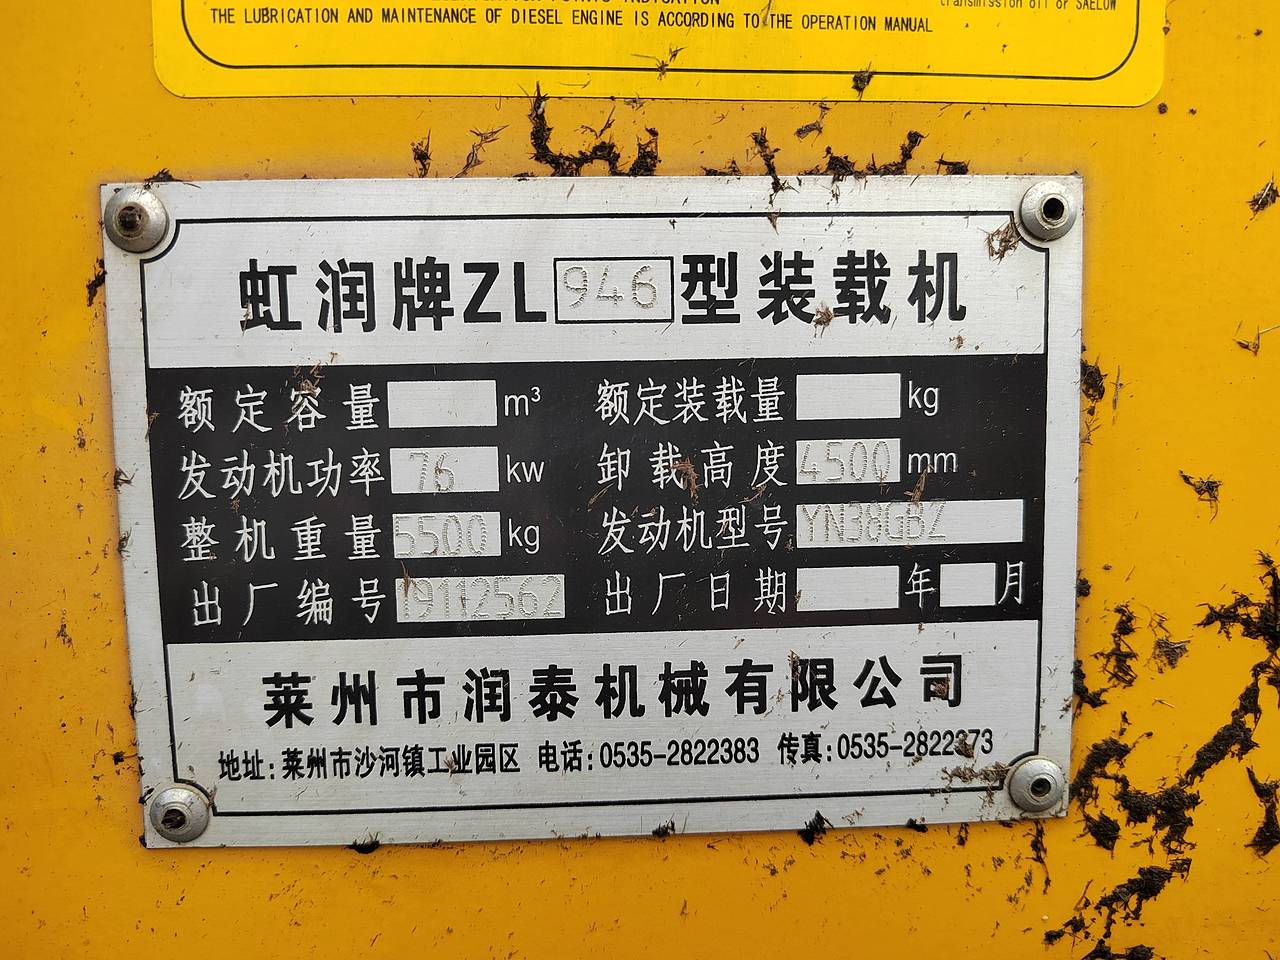 transmission oil or SAELOW
THE LUBRICATION AND MAINTENANCE OF DIESEL ENGINE IS ACCORDING TO THE OPERATION MANUAL
虹润牌ZL946型装载机
额定容量 m³ 额定装载量 kg
发动机功率 76 kw 卸载高度 4500 mm
整机重量 5500 kg 发动机型号 YN38GBZ
出厂编号 19112562 出厂日期 年 月
莱州市润泰机械有限公司
地址:莱州市沙河镇工业园区 电话:0535-2822383 传真:0535-2822373